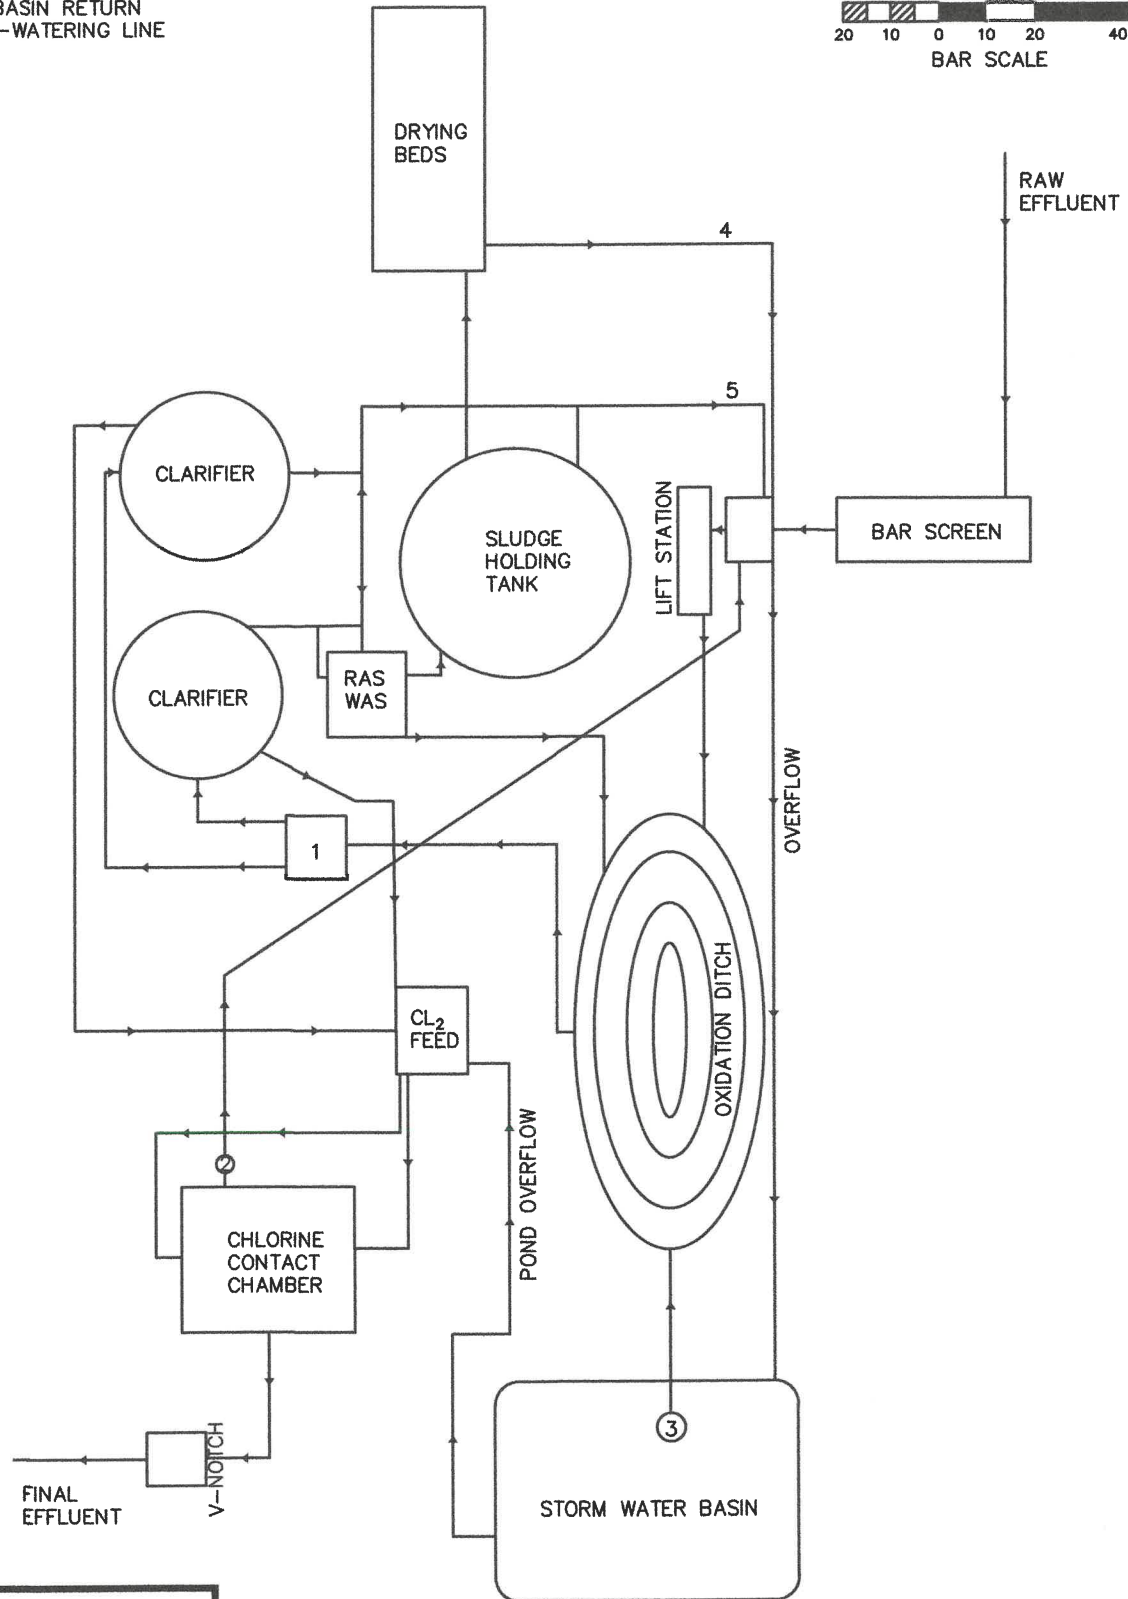 BASIN RETURN
-WATERING LINE
20 10 0 10 20 40
BAR SCALE
DRYING
BEDS
RAW
EFFLUENT
4
5
CLARIFIER
SLUDGE
HOLDING
TANK
LIFT STATION
BAR SCREEN
RAS
WAS
CLARIFIER
OVERFLOW
1
OXIDATION DITCH
CL2
FEED
POND OVERFLOW
2
CHLORINE
CONTACT
CHAMBER
3
V-NOTCH
FINAL
EFFLUENT
STORM WATER BASIN